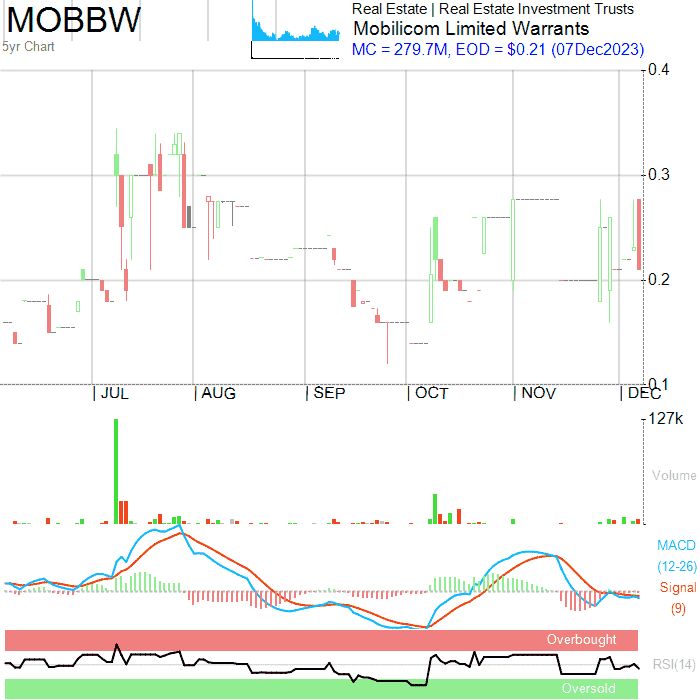 MOBBW
Real Estate | Real Estate Investment Trusts
Mobilicom Limited Warrants
5yr Chart
MC = 279.7M, EOD = $0.21 (07Dec2023)
0.4
0.3
0.2
0.1
JUL
AUG
SEP
OCT
NOV
DEC
127k
Volume
MACD
(12-26)
Signal
(9)
Overbought
RSI(14)
Oversold